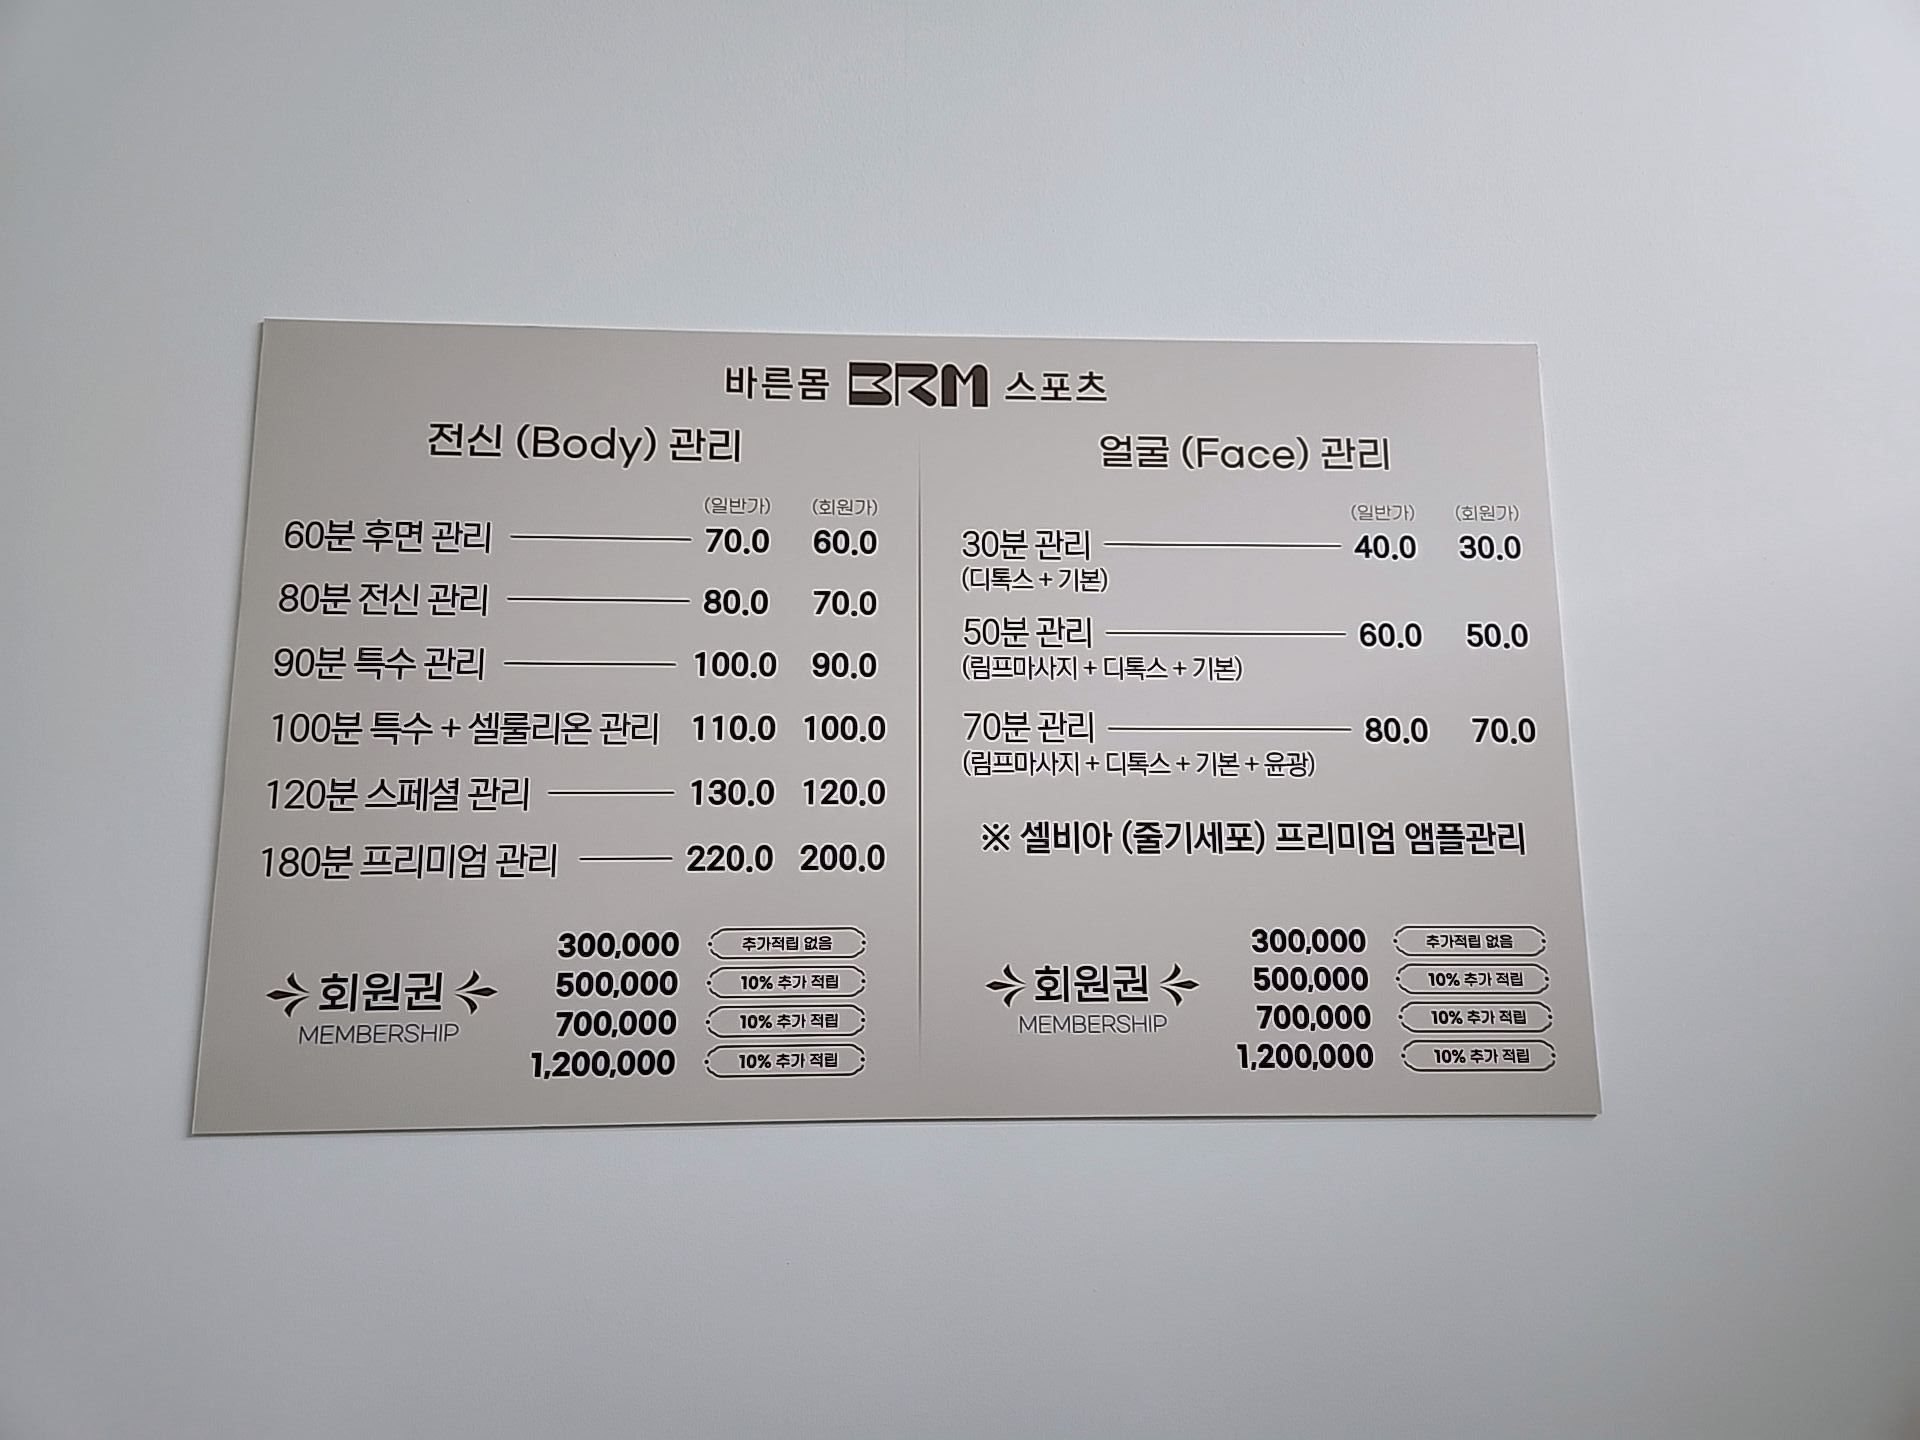 바른몸 BRM 스포츠
전신 (Body) 관리
(일반가) (회원가)
60분 후면 관리 70.0 60.0
80분 전신 관리 80.0 70.0
90분 특수 관리 100.0 90.0
100분 특수 + 셀룰리온 관리 110.0 100.0
120분 스페셜 관리 130.0 120.0
180분 프리미엄 관리 220.0 200.0
회원권
MEMBERSHIP
300,000 추가적립 없음
500,000 10% 추가 적립
700,000 10% 추가 적립
1,200,000 10% 추가 적립
얼굴 (Face) 관리
(일반가) (회원가)
30분 관리 40.0 30.0
(디톡스 + 기본)
50분 관리 60.0 50.0
(림프마사지 + 디톡스 + 기본)
70분 관리 80.0 70.0
(림프마사지 + 디톡스 + 기본 + 윤광)
※ 셀비아 (줄기세포) 프리미엄 앰플관리
회원권
MEMBERSHIP
300,000 추가적립 없음
500,000 10% 추가 적립
700,000 10% 추가 적립
1,200,000 10% 추가 적립